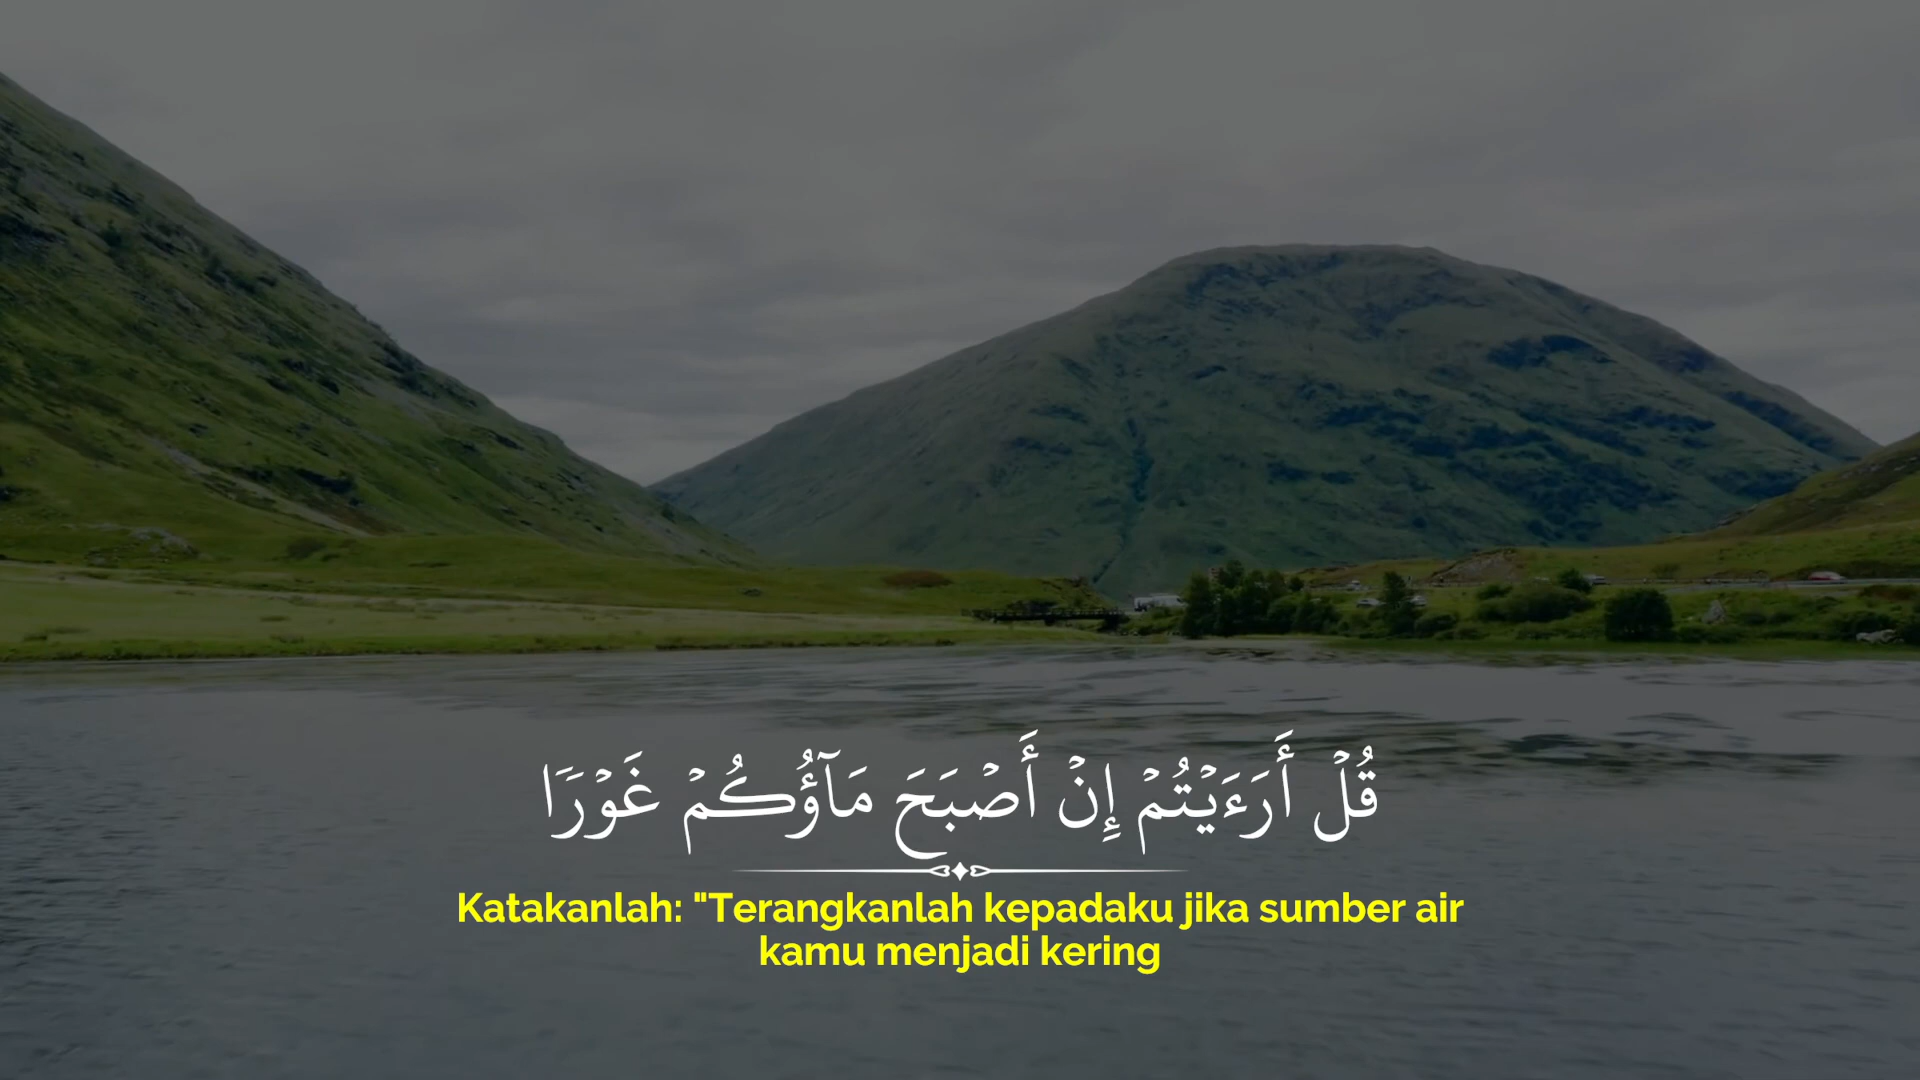 قُلۡ أَرَءَيۡتُمۡ إِنۡ أَصۡبَحَ مَآؤُكُمۡ غَوۡرٗا
Katakanlah: "Terangkanlah kepadaku jika sumber air
kamu menjadi kering